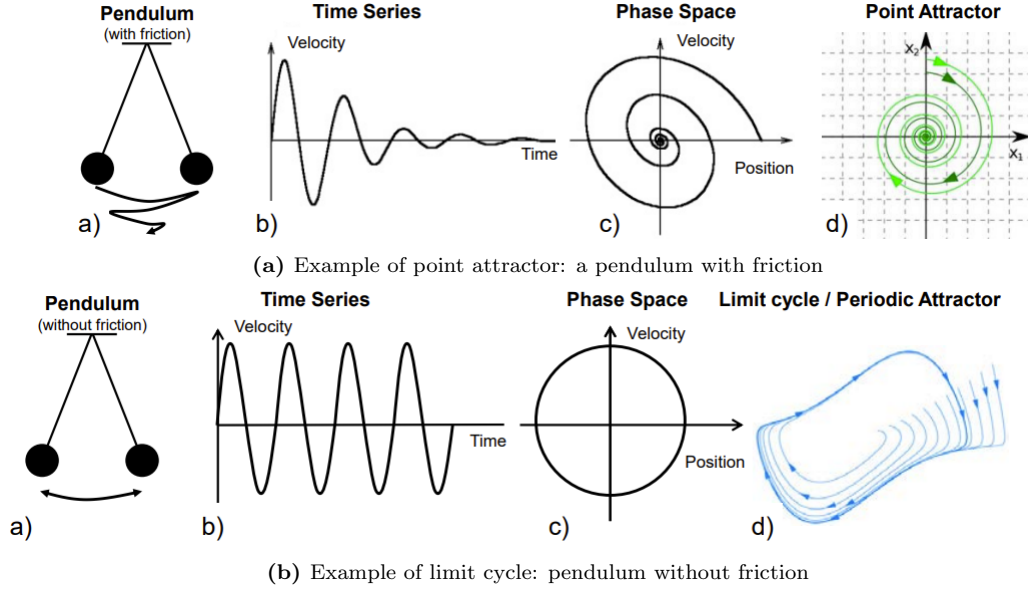 Pendulum
(with friction)
a)
Time Series
Velocity
Time
b)
Phase Space
Velocity
Position
c)
Point Attractor
X2
X1
d)
(a) Example of point attractor: a pendulum with friction
Pendulum
(without friction)
a)
Time Series
Velocity
Time
b)
Phase Space
Velocity
Position
c)
Limit cycle / Periodic Attractor
d)
(b) Example of limit cycle: pendulum without friction